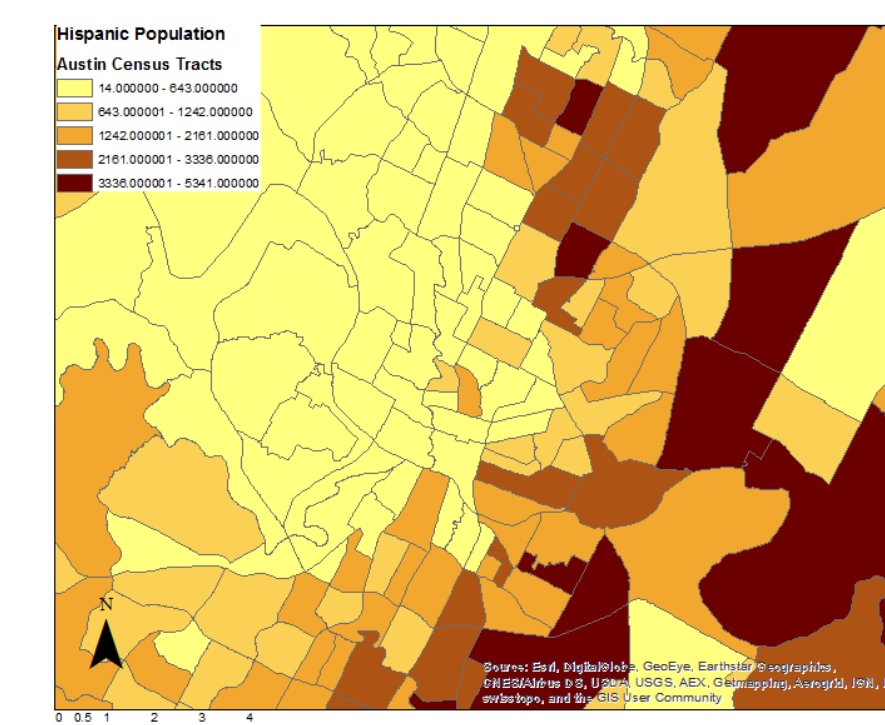 Hispanic Population
Austin Census Tracts
14.000000 - 643.000000
643.000001 - 1242.000000
1242.000001 - 2161.000000
2161.000001 - 3336.000000
3336.000001 - 5341.000000
N
Source: Esri, DigitalGlobe, GeoEye, Earthstar Geographics,
CNES/Airbus DS, USDA, USGS, AEX, Getmapping, Aerogrid, IGN,
swisstopo, and the GIS User Community
0 0.5 1 2 3 4